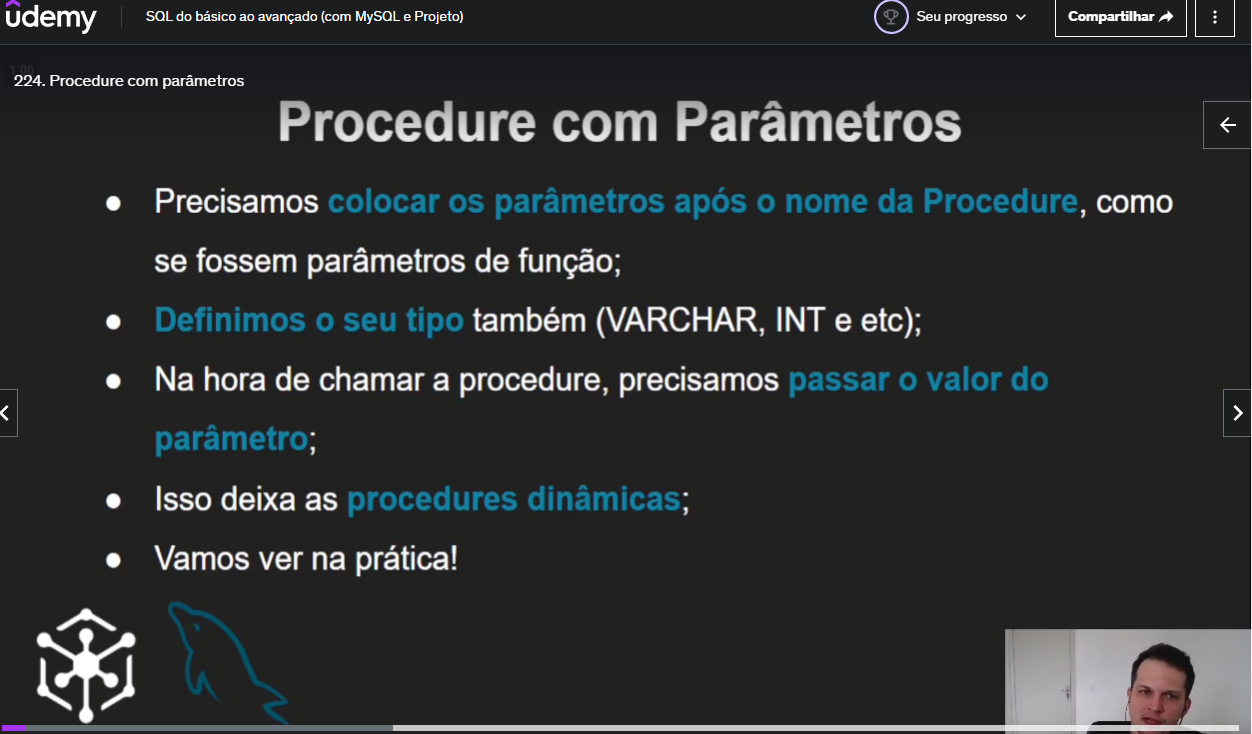 ûdemy
SQL do básico ao avançado (com MySQL e Projeto)
Seu progresso
Compartilhar
1.00
224. Procedure com parâmetros
Procedure com Parâmetros
● Precisamos colocar os parâmetros após o nome da Procedure, como
se fossem parâmetros de função;
● Definimos o seu tipo também (VARCHAR, INT e etc);
● Na hora de chamar a procedure, precisamos passar o valor do
parâmetro;
● Isso deixa as procedures dinâmicas;
● Vamos ver na prática!